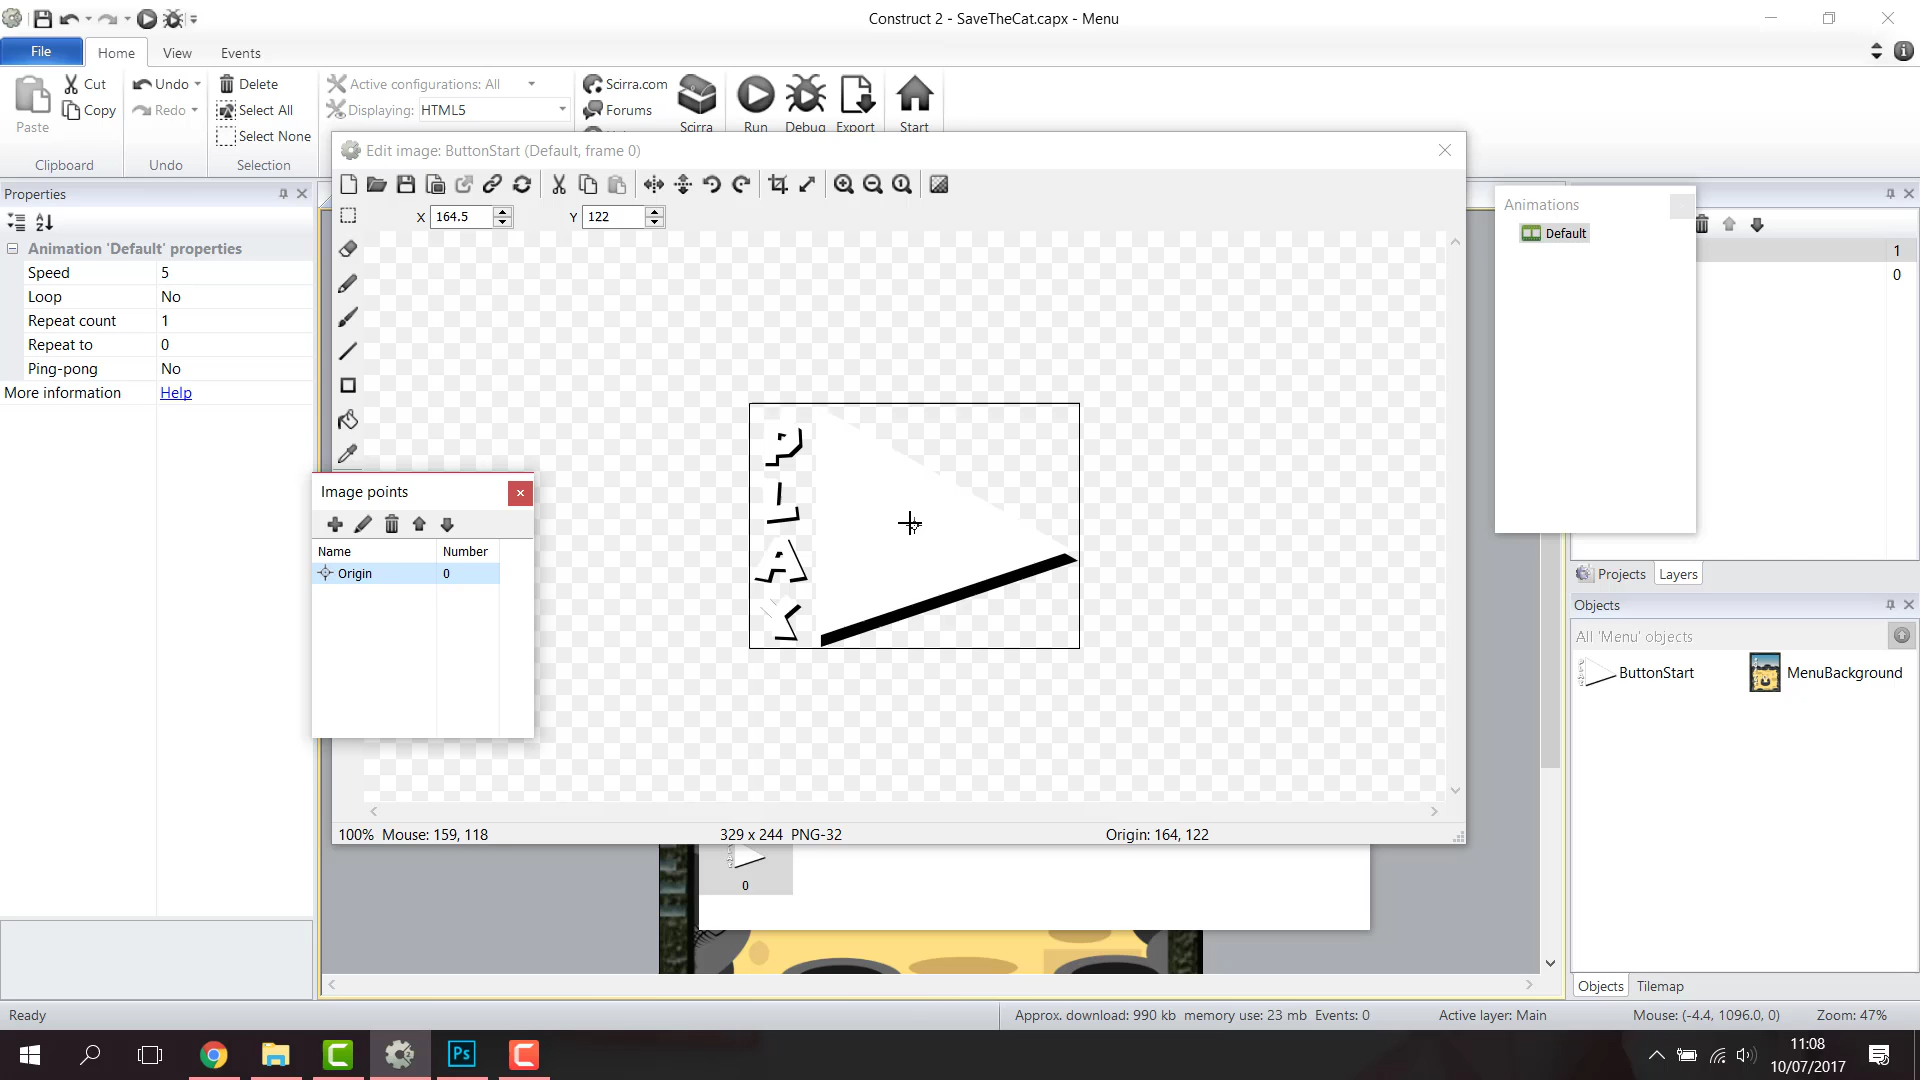 Construct 2 - SaveTheCat.capx - Menu
File
Home
View
Events
Paste
Cut
Copy
Clipboard
Undo
Redo
Undo
Delete
Select All
Select None
Selection
Active configurations: All
Displaying: HTML5
Scirra.com
Forums
Scirra
Run
Debug
Export
Start
Properties
Animation 'Default' properties
Speed 5
Loop No
Repeat count 1
Repeat to 0
Ping-pong No
More information Help
Edit image: ButtonStart (Default, frame 0)
X 164.5
Y 122
PLAY
Image points
Name Number
Origin 0
100% Mouse: 159, 118
329 x 244 PNG-32
Origin: 164, 122
0
Animations
Default
1
0
Projects
Layers
Objects
All 'Menu' objects
ButtonStart
MenuBackground
Objects
Tilemap
Ready
Approx. download: 990 kb memory use: 23 mb Events: 0
Active layer: Main
Mouse: (-4.4, 1096.0, 0)
Zoom: 47%
Ps
11:08
10/07/2017